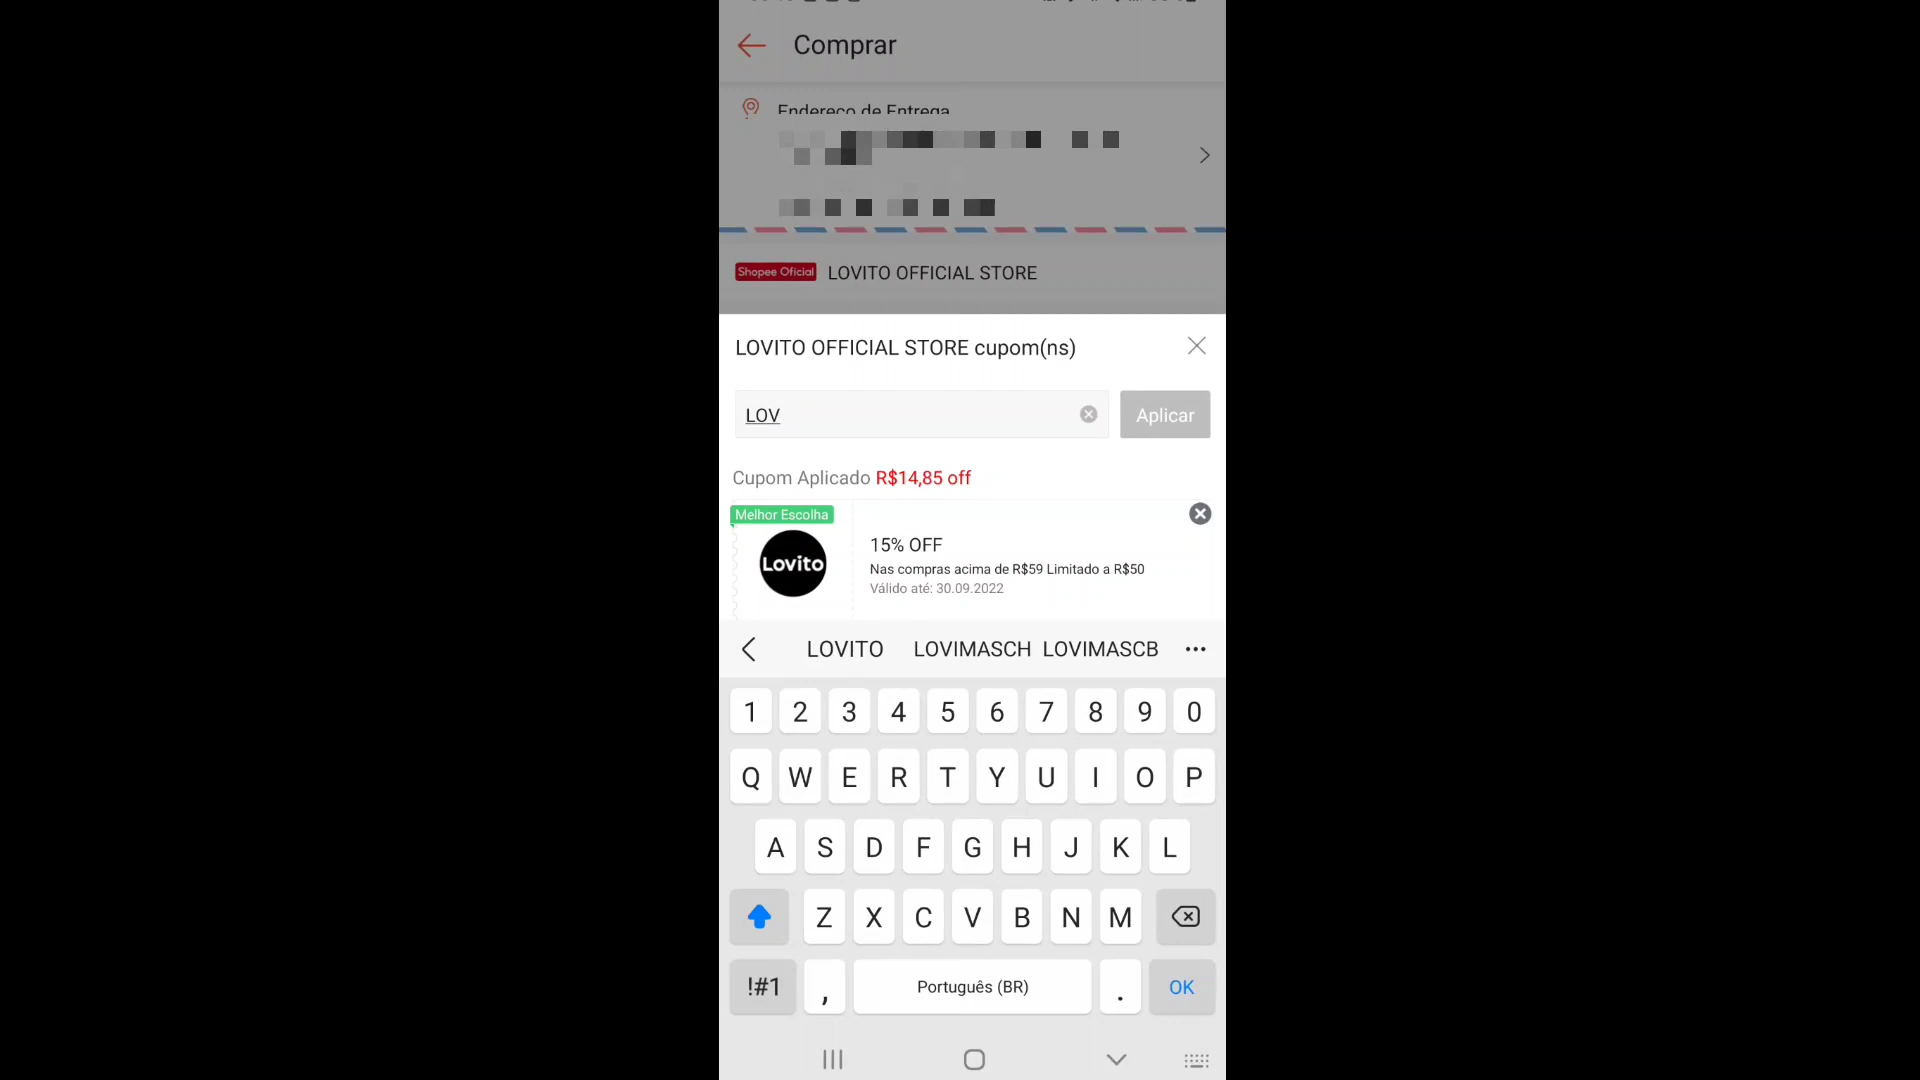 Comprar
Endereço de Entrega
Shopee Oficial LOVITO OFFICIAL STORE
LOVITO OFFICIAL STORE cupom(ns)
LOV
Aplicar
Cupom Aplicado R$14,85 off
Melhor Escolha
Lovito
15% OFF
Nas compras acima de R$59 Limitado a R$50
Válido até: 30.09.2022
LOVITO LOVIMASCH LOVIMASCB ...
1 2 3 4 5 6 7 8 9 0
Q W E R T Y U I O P
A S D F G H J K L
Z X C V B N M
!#1 , Português (BR) . OK